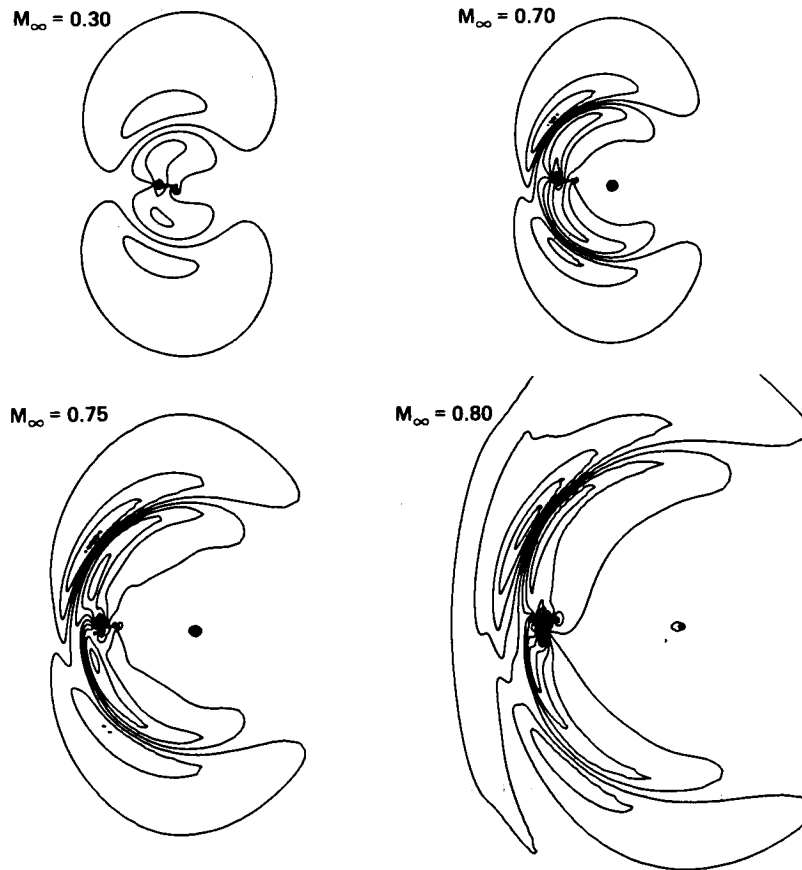 M∞ = 0.30
M∞ = 0.70
M∞ = 0.75
M∞ = 0.80